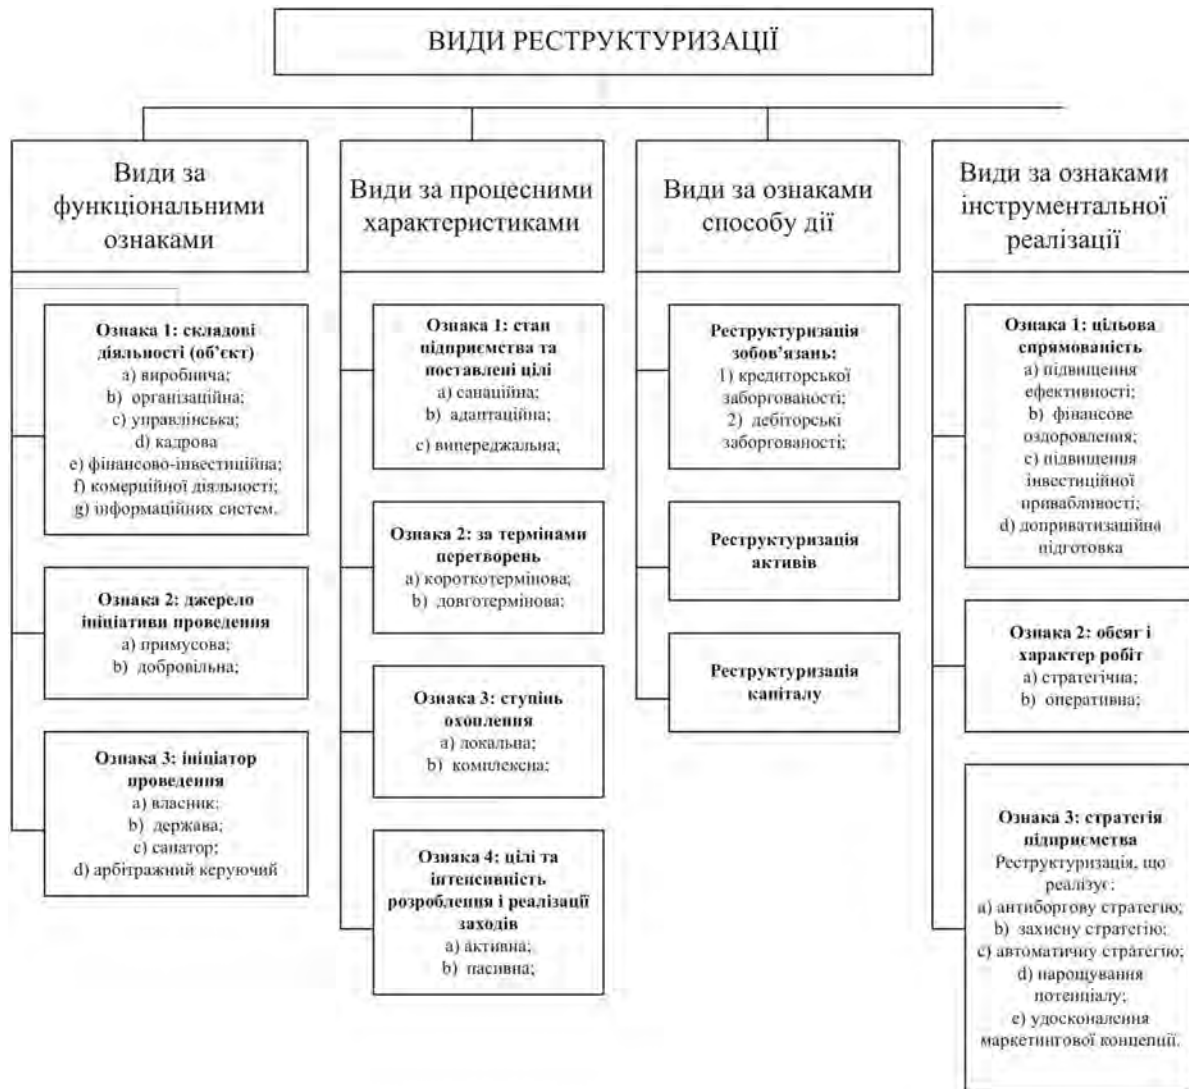 ВИДИ РЕСТРУКТУРИЗАЦІЇ
Види за
функціональними
ознаками
Ознака 1: складові
діяльності (об’єкт)
a) виробнича;
b) організаційна;
c) управлінська;
d) кадрова
e) фінансово-інвестиційна;
f) комерційної діяльності;
g) інформаційних систем.
Ознака 2: джерело
ініціативи проведення
a) примусова;
b) добровільна;
Ознака 3: ініціатор
проведення
a) власник;
b) держава;
c) санатор;
d) арбітражний керуючий
Види за процесними
характеристиками
Ознака 1: стан
підприємства та
поставлені цілі
a) санаційна;
b) адаптаційна;
c) випереджальна;
Ознака 2: за термінами
перетворень
a) короткотермінова;
b) довготермінова;
Ознака 3: ступінь
охоплення
a) локальна;
b) комплексна;
Ознака 4: цілі та
інтенсивність
розроблення і реалізації
заходів
a) активна;
b) пасивна;
Види за ознаками
способу дії
Реструктуризація
зобов’язань:
1) кредиторської
заборгованості;
2) дебіторські
заборгованості;
Реструктуризація
активів
Реструктуризація
капіталу
Види за ознаками
інструментальної
реалізації
Ознака 1: цільова
спрямованість
a) підвищення
ефективності;
b) фінансове
оздоровлення;
c) підвищення
інвестиційної
привабливості;
d) доприватизаційна
підготовка
Ознака 2: обсяг і
характер робіт
a) стратегічна;
b) оперативна;
Ознака 3: стратегія
підприємства
Реструктуризація, що
реалізує:
a) антиборгову стратегію;
b) захисну стратегію;
c) автоматичну стратегію;
d) нарощування
потенціалу;
e) удосконалення
маркетингової концепції.